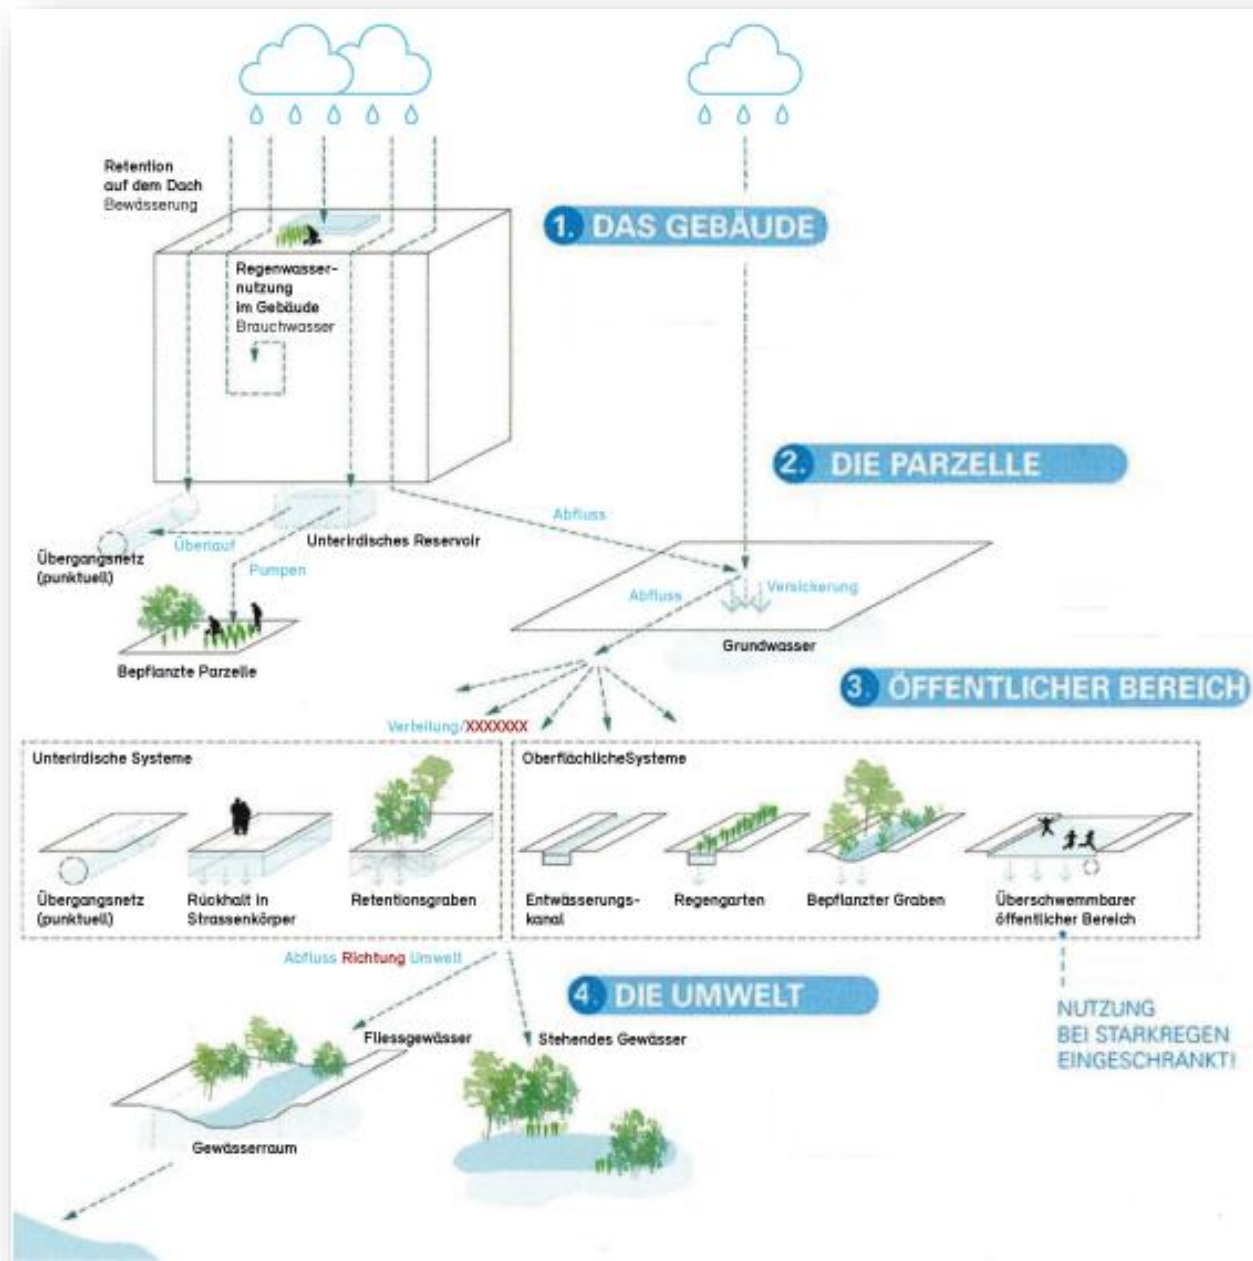 Retention
auf dem Dach
Bewässerung
1. DAS GEBÄUDE
Regenwasser-
nutzung
im Gebäude
Brauchwasser
2. DIE PARZELLE
Abfluss
Übergangsnetz
(punktuell)
Überlauf
Unterirdisches Reservoir
Pumpen
Abfluss
Versickerung
Bepflanzte Parzelle
Grundwasser
3. ÖFFENTLICHER BEREICH
Verteilung/XXXXXXX
Unterirdische Systeme
OberflächlicheSysteme
Übergangsnetz
(punktuell)
Rückhalt in
Strassenkörper
Retentionsgraben
Entwässerungs-
kanal
Regengarten
Bepflanzter Graben
Überschwemmbarer
öffentlicher Bereich
Abfluss Richtung Umwelt
4. DIE UMWELT
NUTZUNG
BEI STARKREGEN
EINGESCHRÄNKT!
Fliessgewässer
Stehendes Gewässer
Gewässerraum